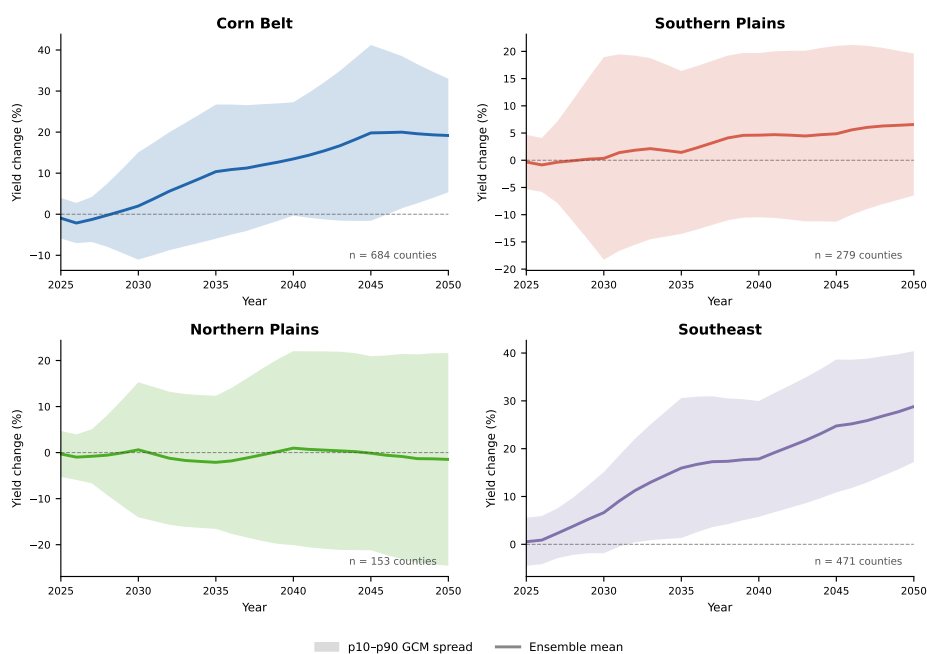 Corn Belt
Yield change (%)
40
30
20
10
0
−10
n = 684 counties
2025 2030 2035 2040 2045 2050
Year
Southern Plains
Yield change (%)
20
15
10
5
0
−5
−10
−15
−20
n = 279 counties
2025 2030 2035 2040 2045 2050
Year
Northern Plains
Yield change (%)
20
10
0
−10
−20
n = 153 counties
2025 2030 2035 2040 2045 2050
Year
Southeast
Yield change (%)
40
30
20
10
0
n = 471 counties
2025 2030 2035 2040 2045 2050
Year
p10–p90 GCM spread Ensemble mean